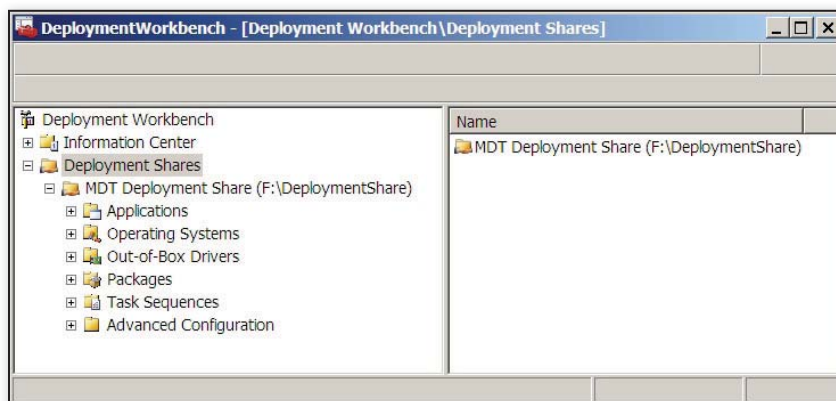 DeploymentWorkbench - [Deployment Workbench\Deployment Shares]
Deployment Workbench
Information Center
Deployment Shares
MDT Deployment Share (F:\DeploymentShare)
Applications
Operating Systems
Out-of-Box Drivers
Packages
Task Sequences
Advanced Configuration
Name
MDT Deployment Share (F:\DeploymentShare)